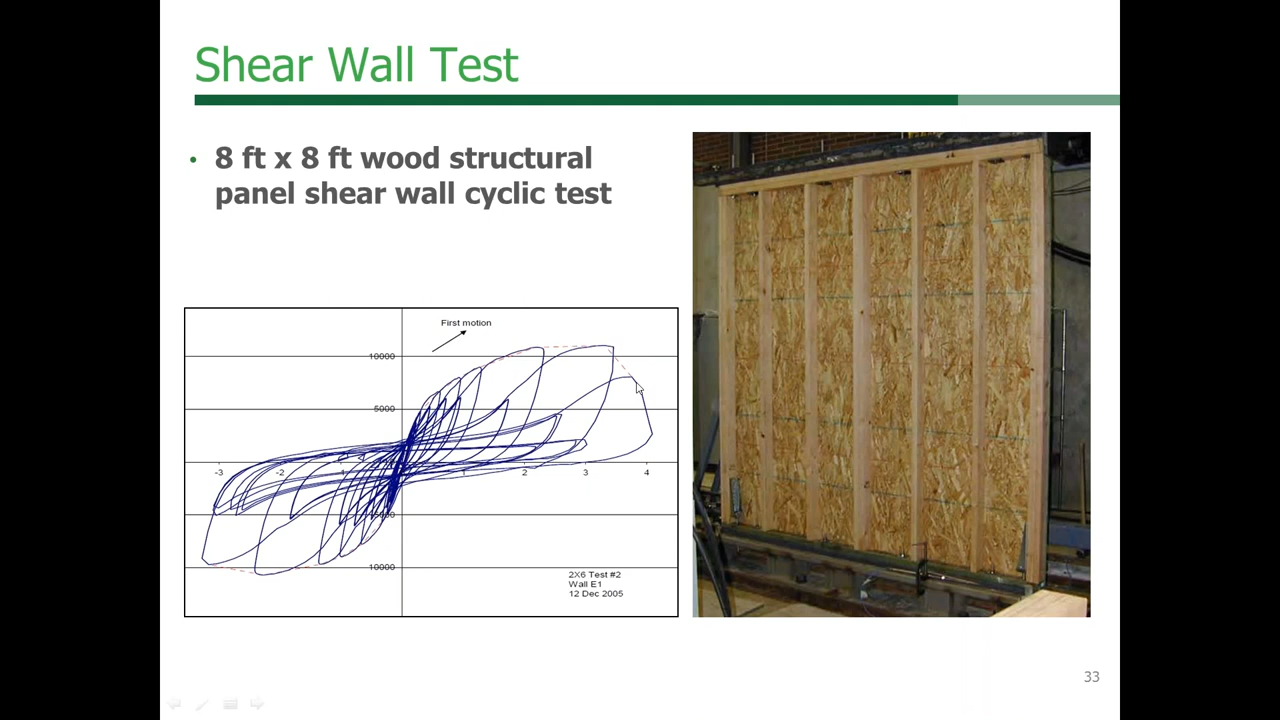 Shear Wall Test
• 8 ft x 8 ft wood structural
panel shear wall cyclic test
First motion
10000
5000
-3
-2
2
3
4
10000
2X6 Test #2
Wall E1
12 Dec 2005
33